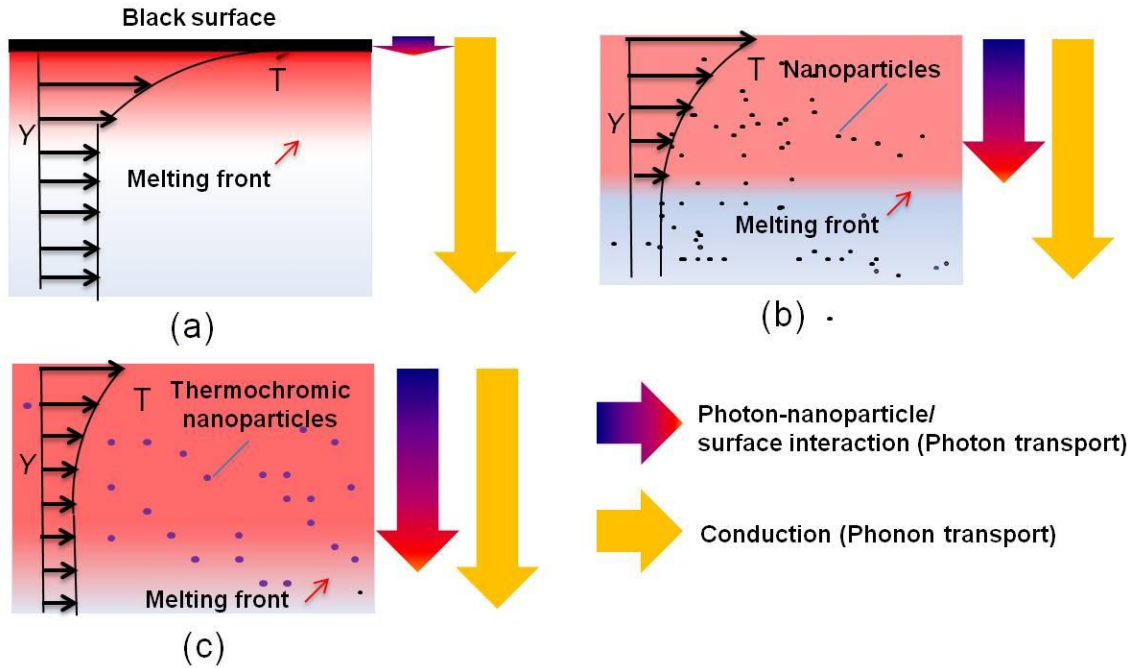 Black surface
T
Y
Melting front
(a)
T
Nanoparticles
Y
Melting front
(b)
Thermochromic
nanoparticles
T
Y
Melting front
(c)
Photon-nanoparticle/
surface interaction (Photon transport)
Conduction (Phonon transport)